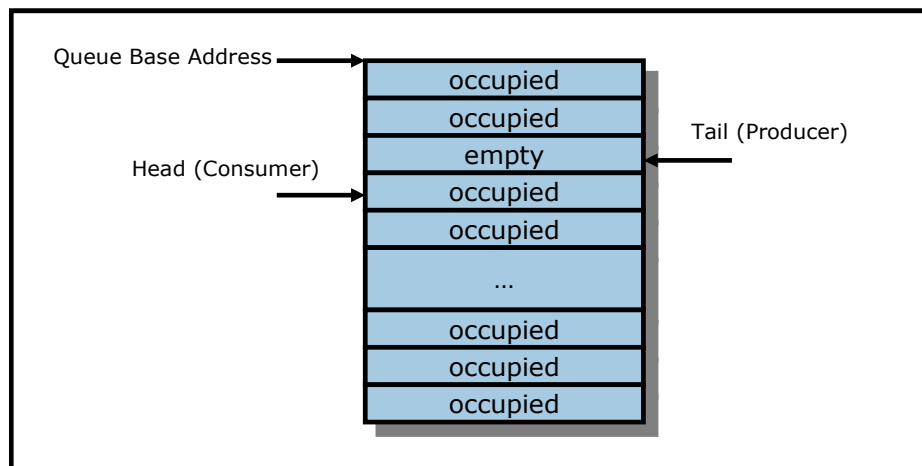 Queue Base Address
occupied
occupied
Tail (Producer)
empty
Head (Consumer)
occupied
occupied
...
occupied
occupied
occupied